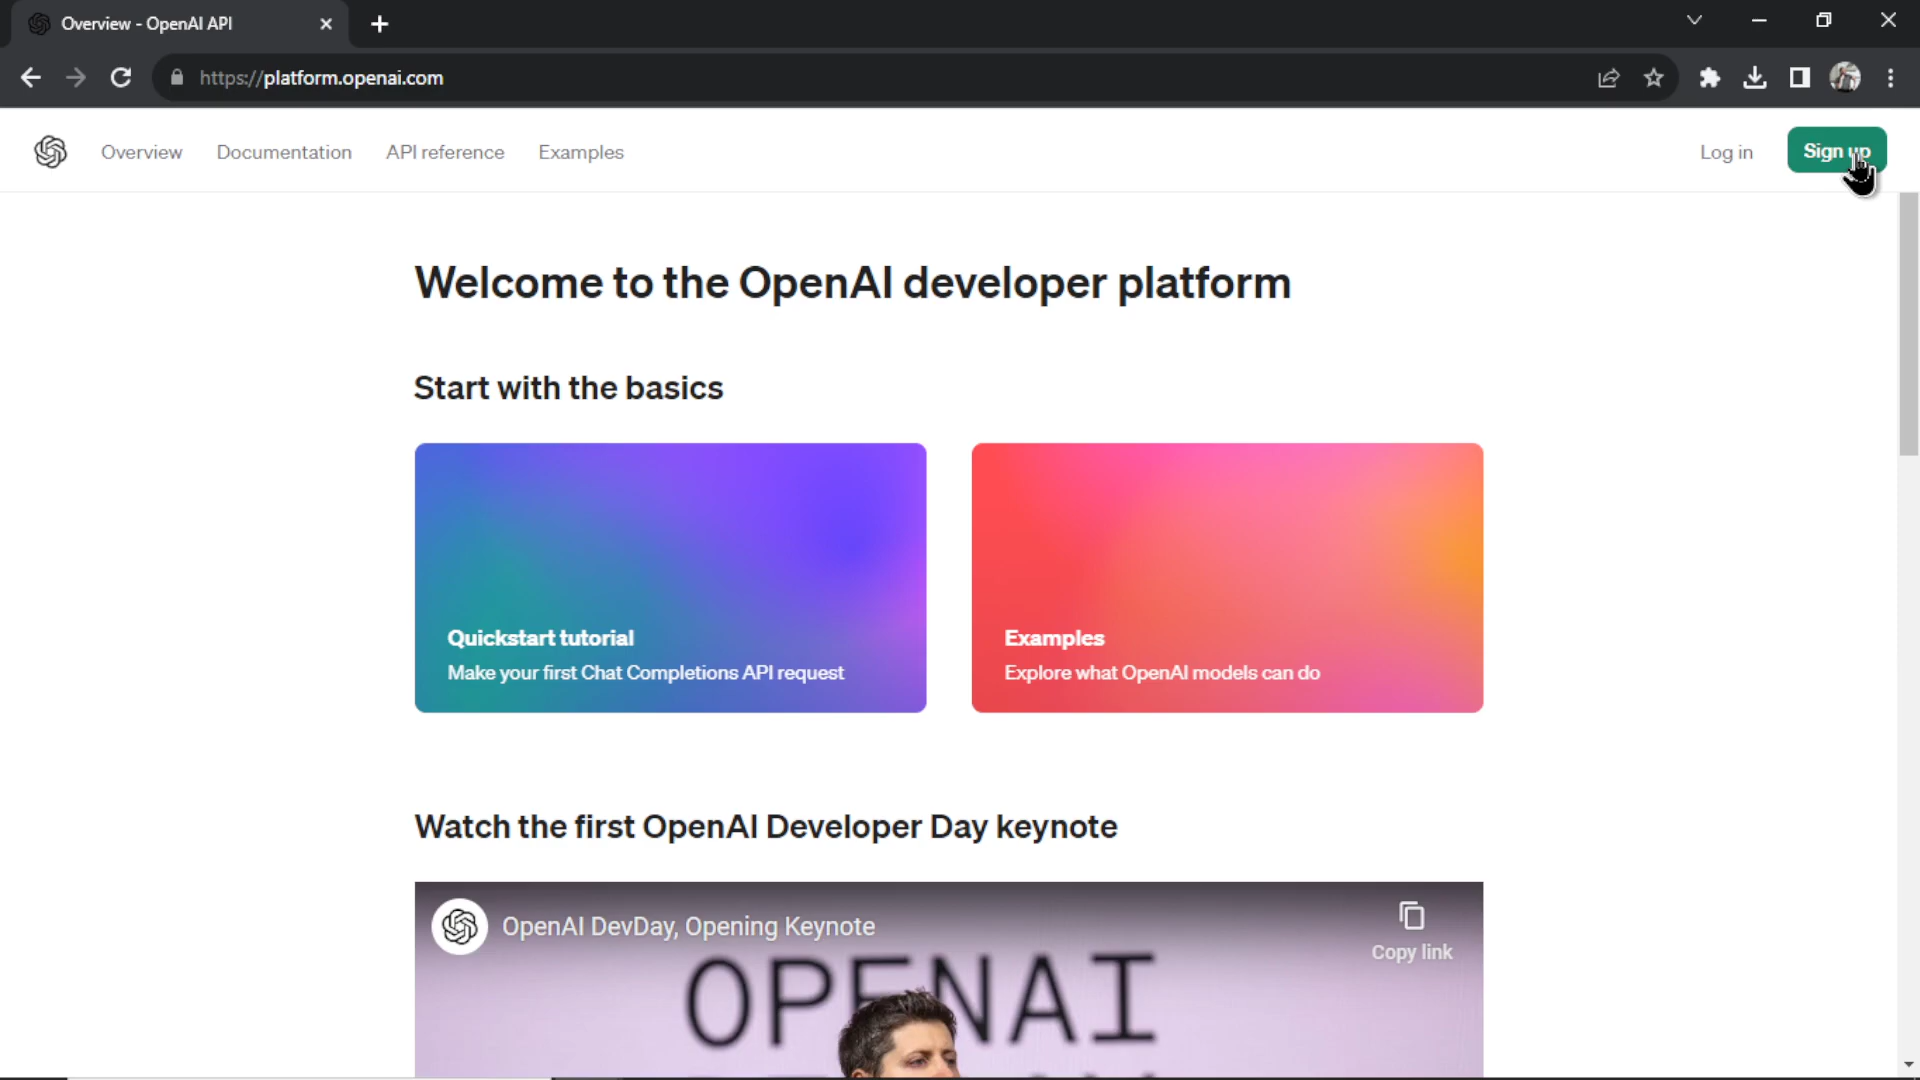 Overview - OpenAI API
https://platform.openai.com
Overview Documentation API reference Examples Log in Sign up
Welcome to the OpenAI developer platform
Start with the basics
Quickstart tutorial
Make your first Chat Completions API request
Examples
Explore what OpenAI models can do
Watch the first OpenAI Developer Day keynote
OpenAI DevDay, Opening Keynote
Copy link
OPENAI